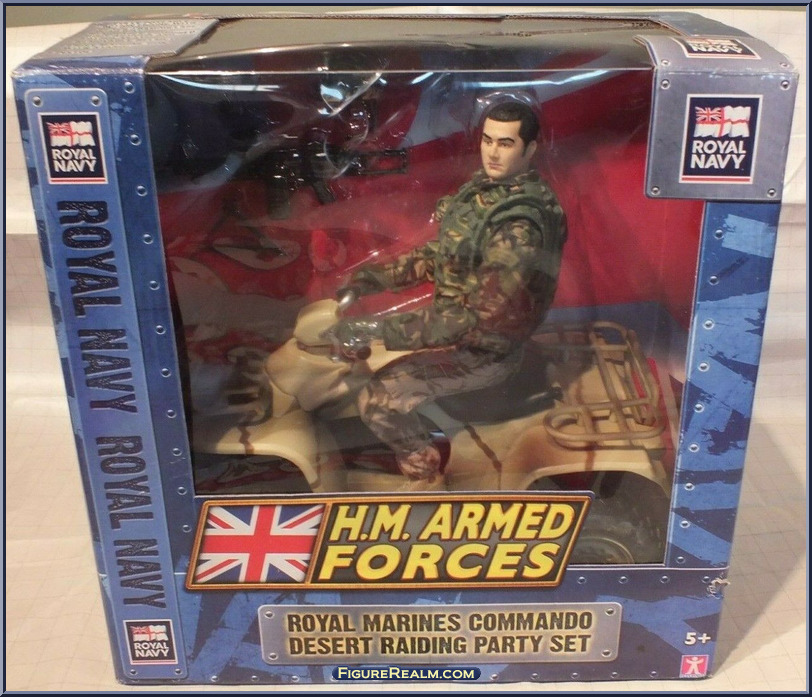 ROYAL
NAVY
ROYAL
NAVY
ROYAL
NAVY
ROYAL NAVY ROYAL NAVY
H.M. ARMED
FORCES
ROYAL MARINES COMMANDO
DESERT RAIDING PARTY SET
5+
ROYAL
NAVY
FIGUREREALM.COM